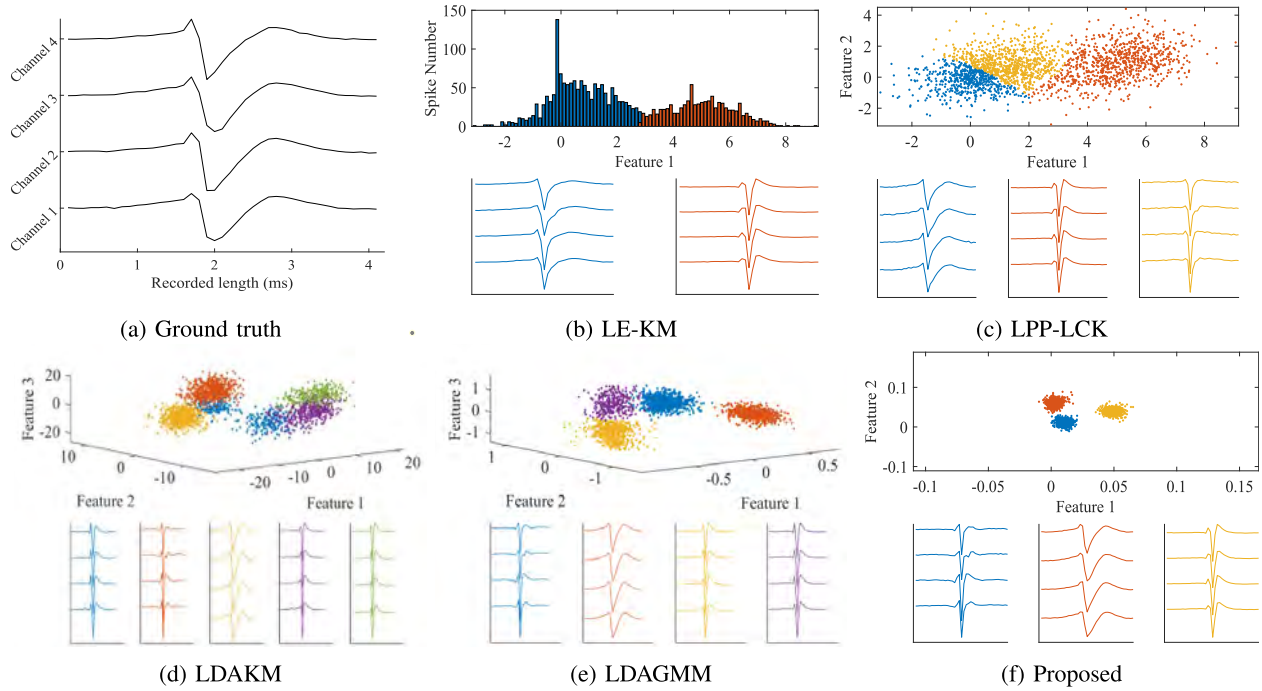 Channel 4
Channel 3
Channel 2
Channel 1
0 1 2 3 4
Recorded length (ms)
(a) Ground truth
Spike Number
150
100
50
0
-2 0 2 4 6 8
Feature 1
(b) LE-KM
Feature 2
4
2
0
-2
-2 0 2 4 6 8
Feature 1
(c) LPP-LCK
Feature 3
20
0
-20
10 0 -10
-20 -10 0 10 20
Feature 2
Feature 1
(d) LDAKM
Feature 3
1
0
-1
1 0 -1
-0.5 0 0.5
Feature 2
Feature 1
(e) LDAGMM
Feature 2
0.1
0
-0.1
-0.1 -0.05 0 0.05 0.1 0.15
Feature 1
(f) Proposed